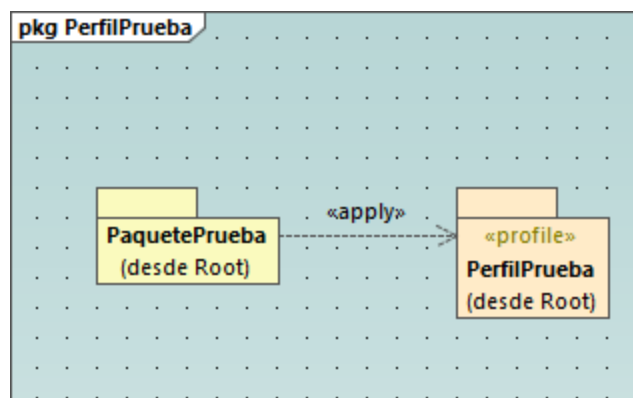 pkg PerfilPrueba
«apply»
PaquetePrueba
(desde Root)
«profile»
PerfilPrueba
(desde Root)